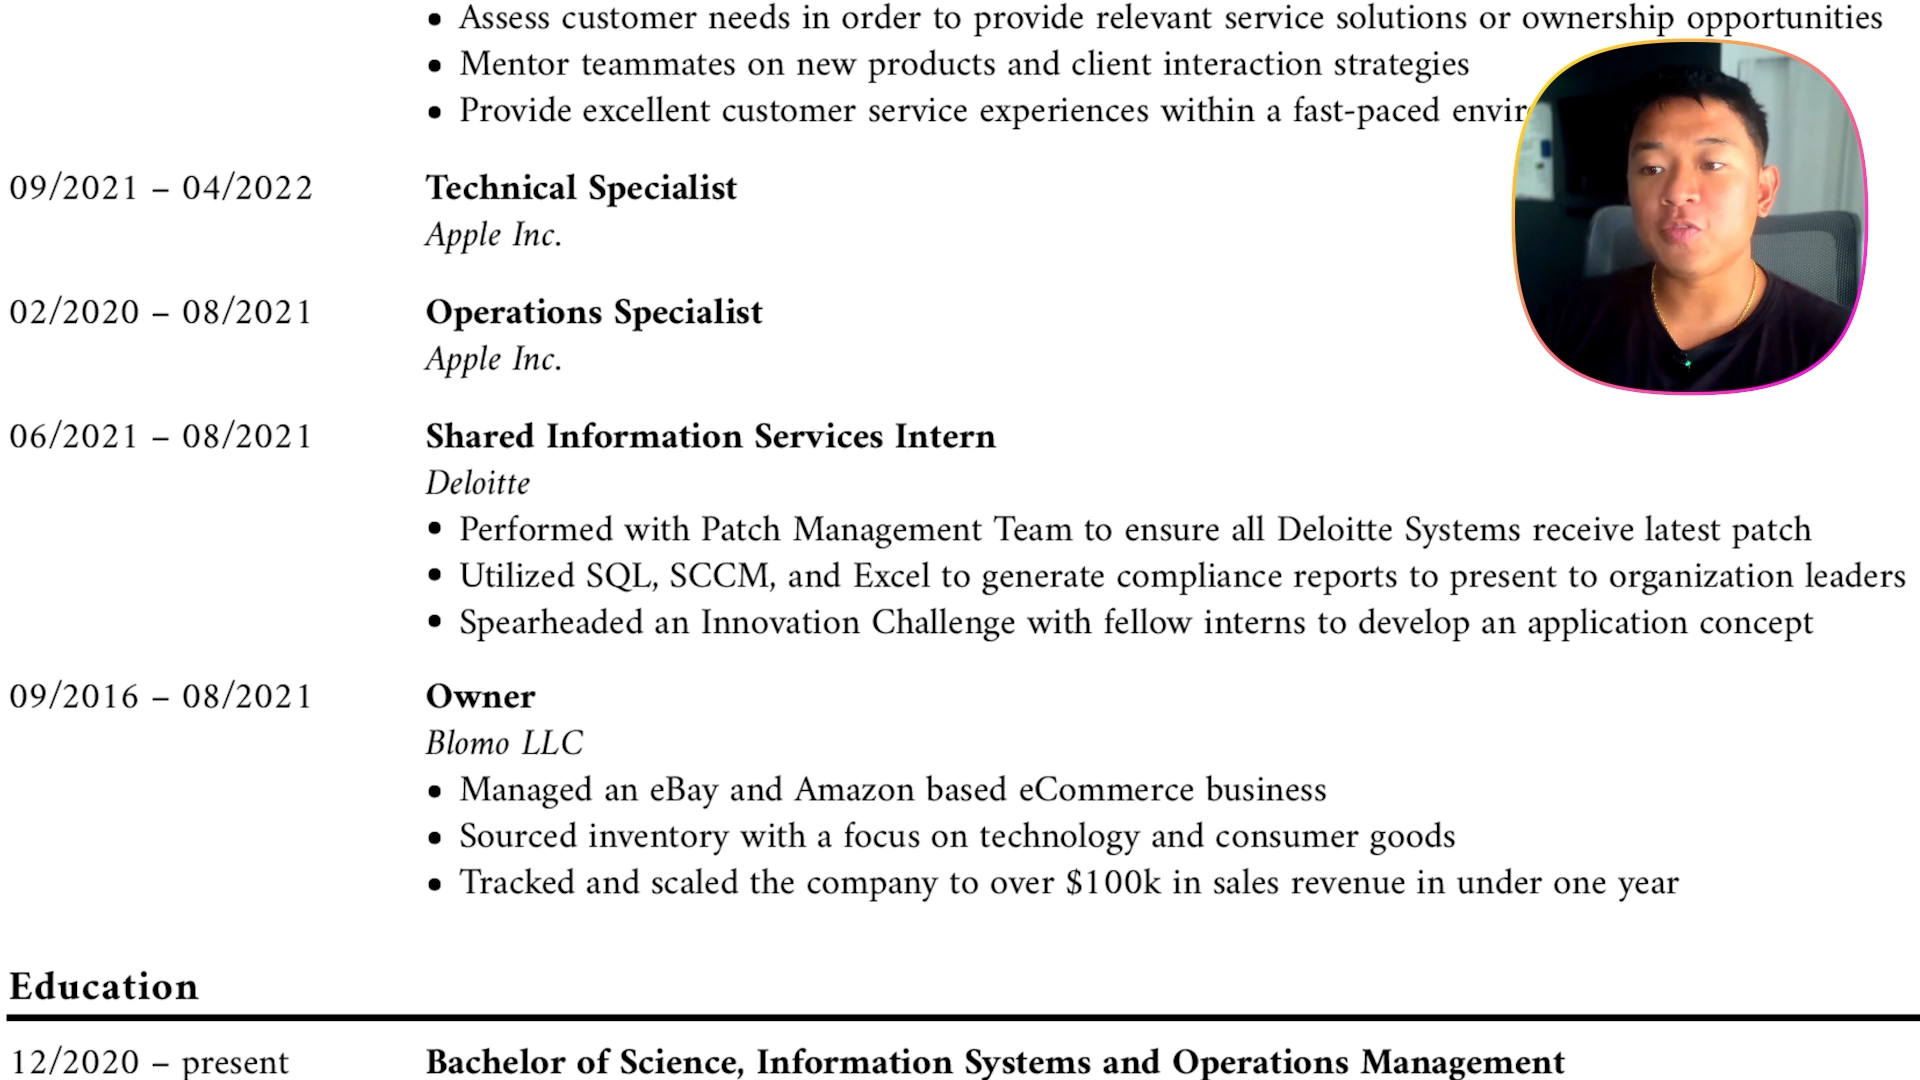 • Assess customer needs in order to provide relevant service solutions or ownership opportunities
• Mentor teammates on new products and client interaction strategies
• Provide excellent customer service experiences within a fast-paced
09/2021 – 04/2022 Technical Specialist
Apple Inc.
02/2020 – 08/2021 Operations Specialist
Apple Inc.
06/2021 – 08/2021 Shared Information Services Intern
Deloitte
• Performed with Patch Management Team to ensure all Deloitte Systems receive latest patch
• Utilized SQL, SCCM, and Excel to generate compliance reports to present to organization leaders
• Spearheaded an Innovation Challenge with fellow interns to develop an application concept
09/2016 – 08/2021 Owner
Blomo LLC
• Managed an eBay and Amazon based eCommerce business
• Sourced inventory with a focus on technology and consumer goods
• Tracked and scaled the company to over $100k in sales revenue in under one year
Education
12/2020 – present Bachelor of Science, Information Systems and Operations Management